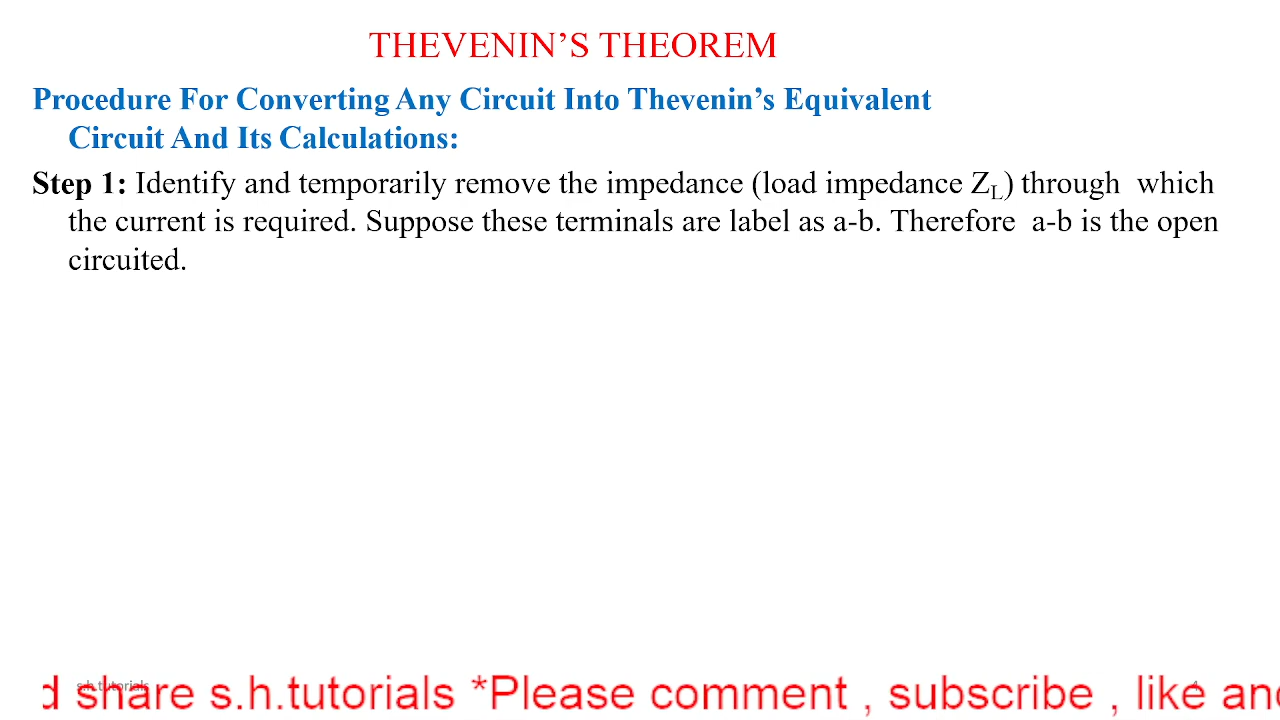 THEVENIN’S THEOREM
Procedure For Converting Any Circuit Into Thevenin’s Equivalent
Circuit And Its Calculations:
Step 1: Identify and temporarily remove the impedance (load impedance ZL) through which
the current is required. Suppose these terminals are label as a-b. Therefore a-b is the open
circuited.
s.h.tutorials
4
d share s.h.tutorials *Please comment , subscribe , like and